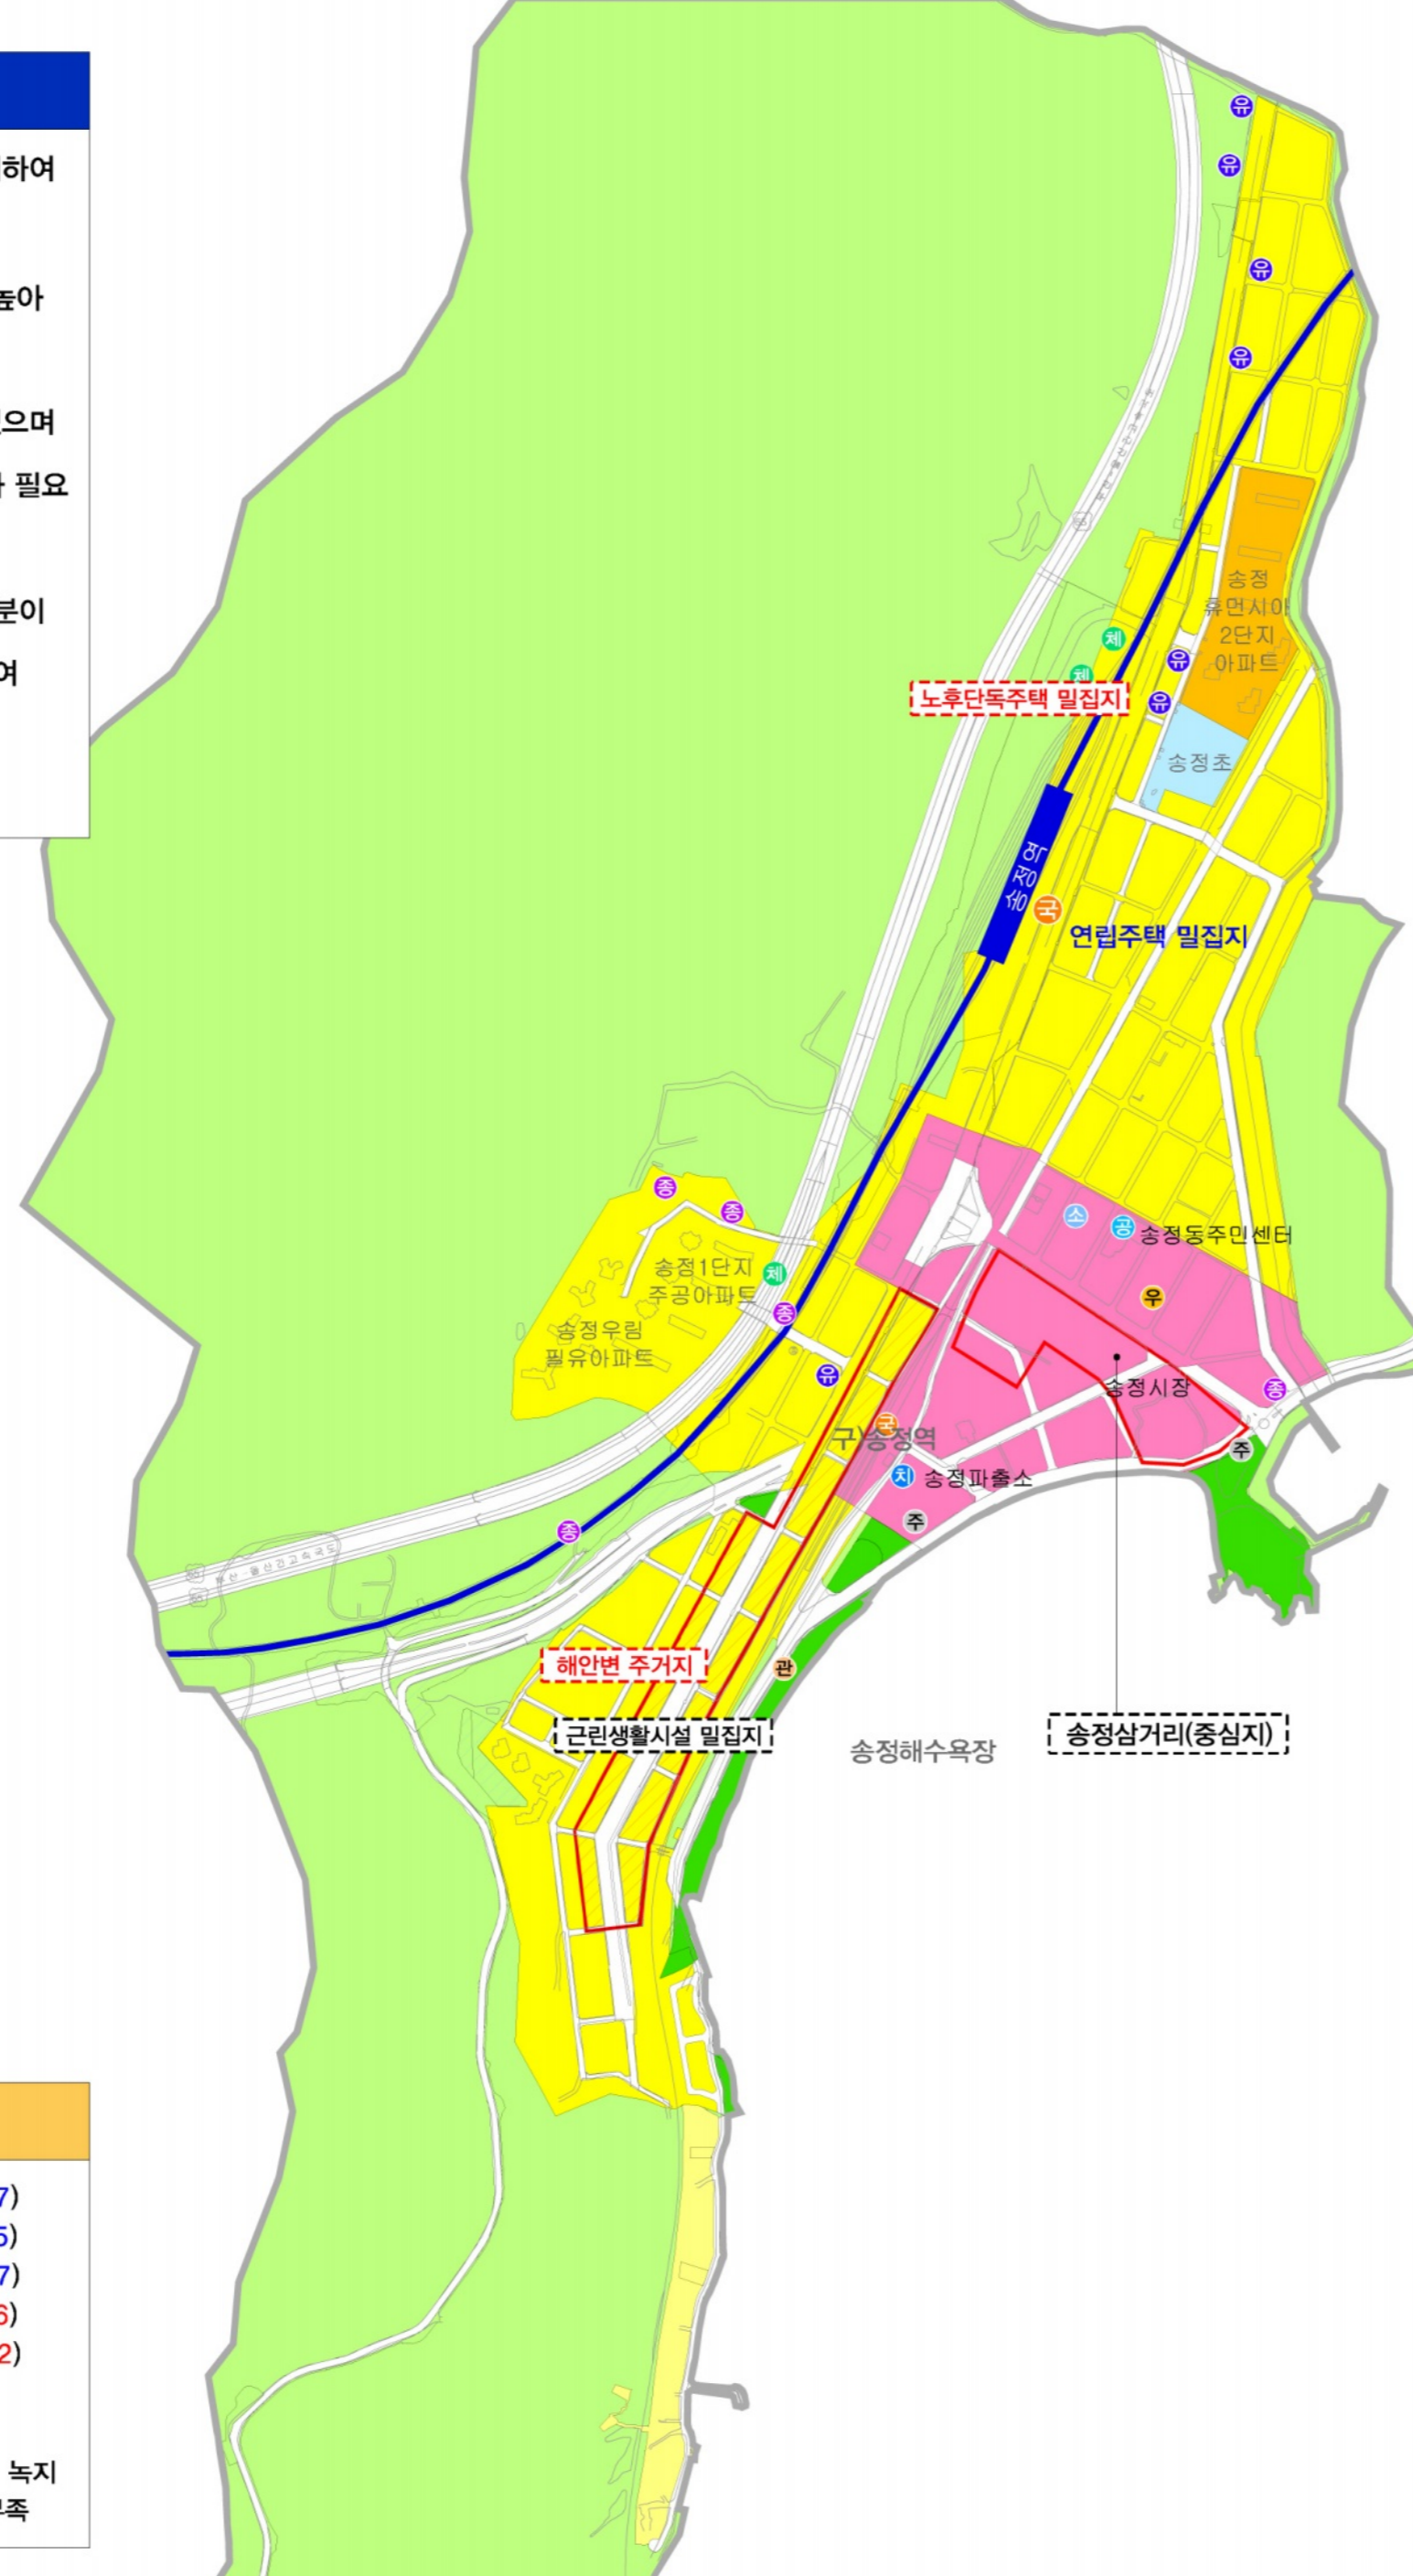 하여
높아
으며
필요
분이
여
7)
5)
7)
6)
2)
녹지
족
유
유
유
유
송정
휴먼시아
2단지
아파트
체
체
유
유
노후단독주택 밀집지
송정초
송정역
국
연립주택 밀집지
종
종
소
공
송정동주민센터
송정1단지
주공아파트
체
우
종
송정우림
필유아파트
유
송정시장
종
국
구)송정역
주
치
송정파출소
주
종
해안변 주거지
관
근린생활시설 밀집지
송정해수욕장
송정삼거리(중심지)